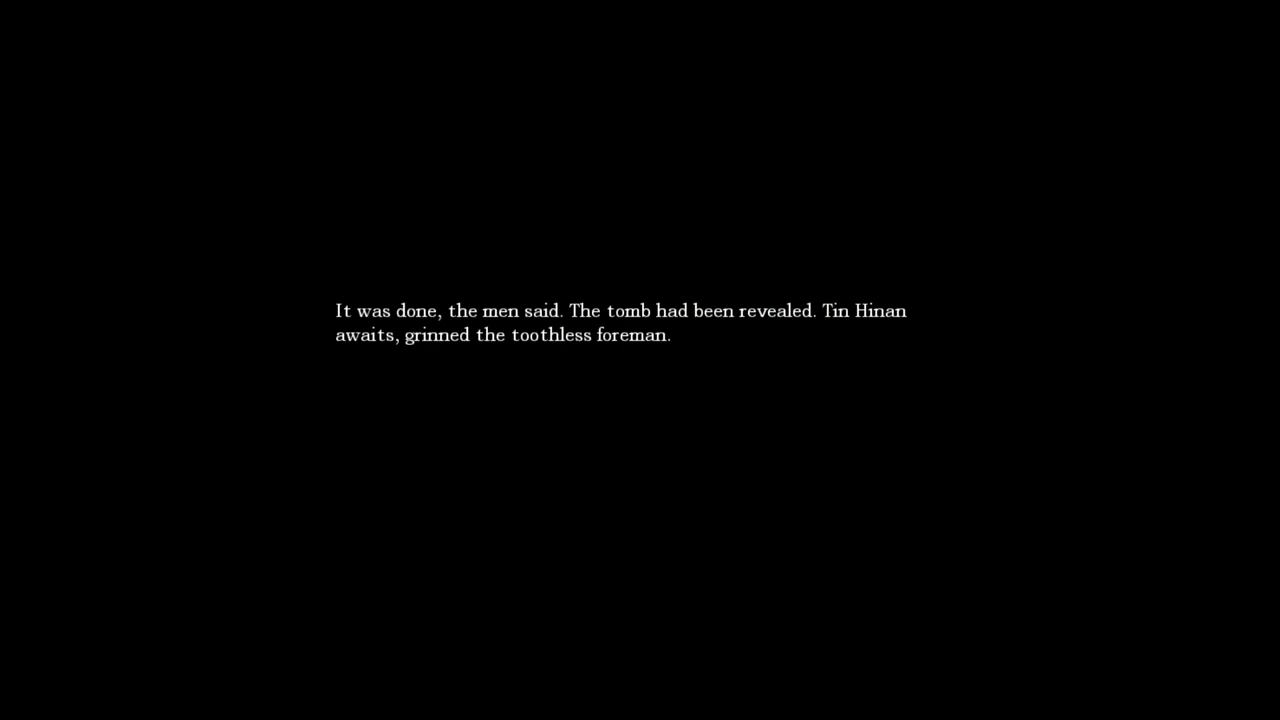 It was done, the men said. The tomb had been revealed. Tin Hinan
awaits, grinned the toothless foreman.